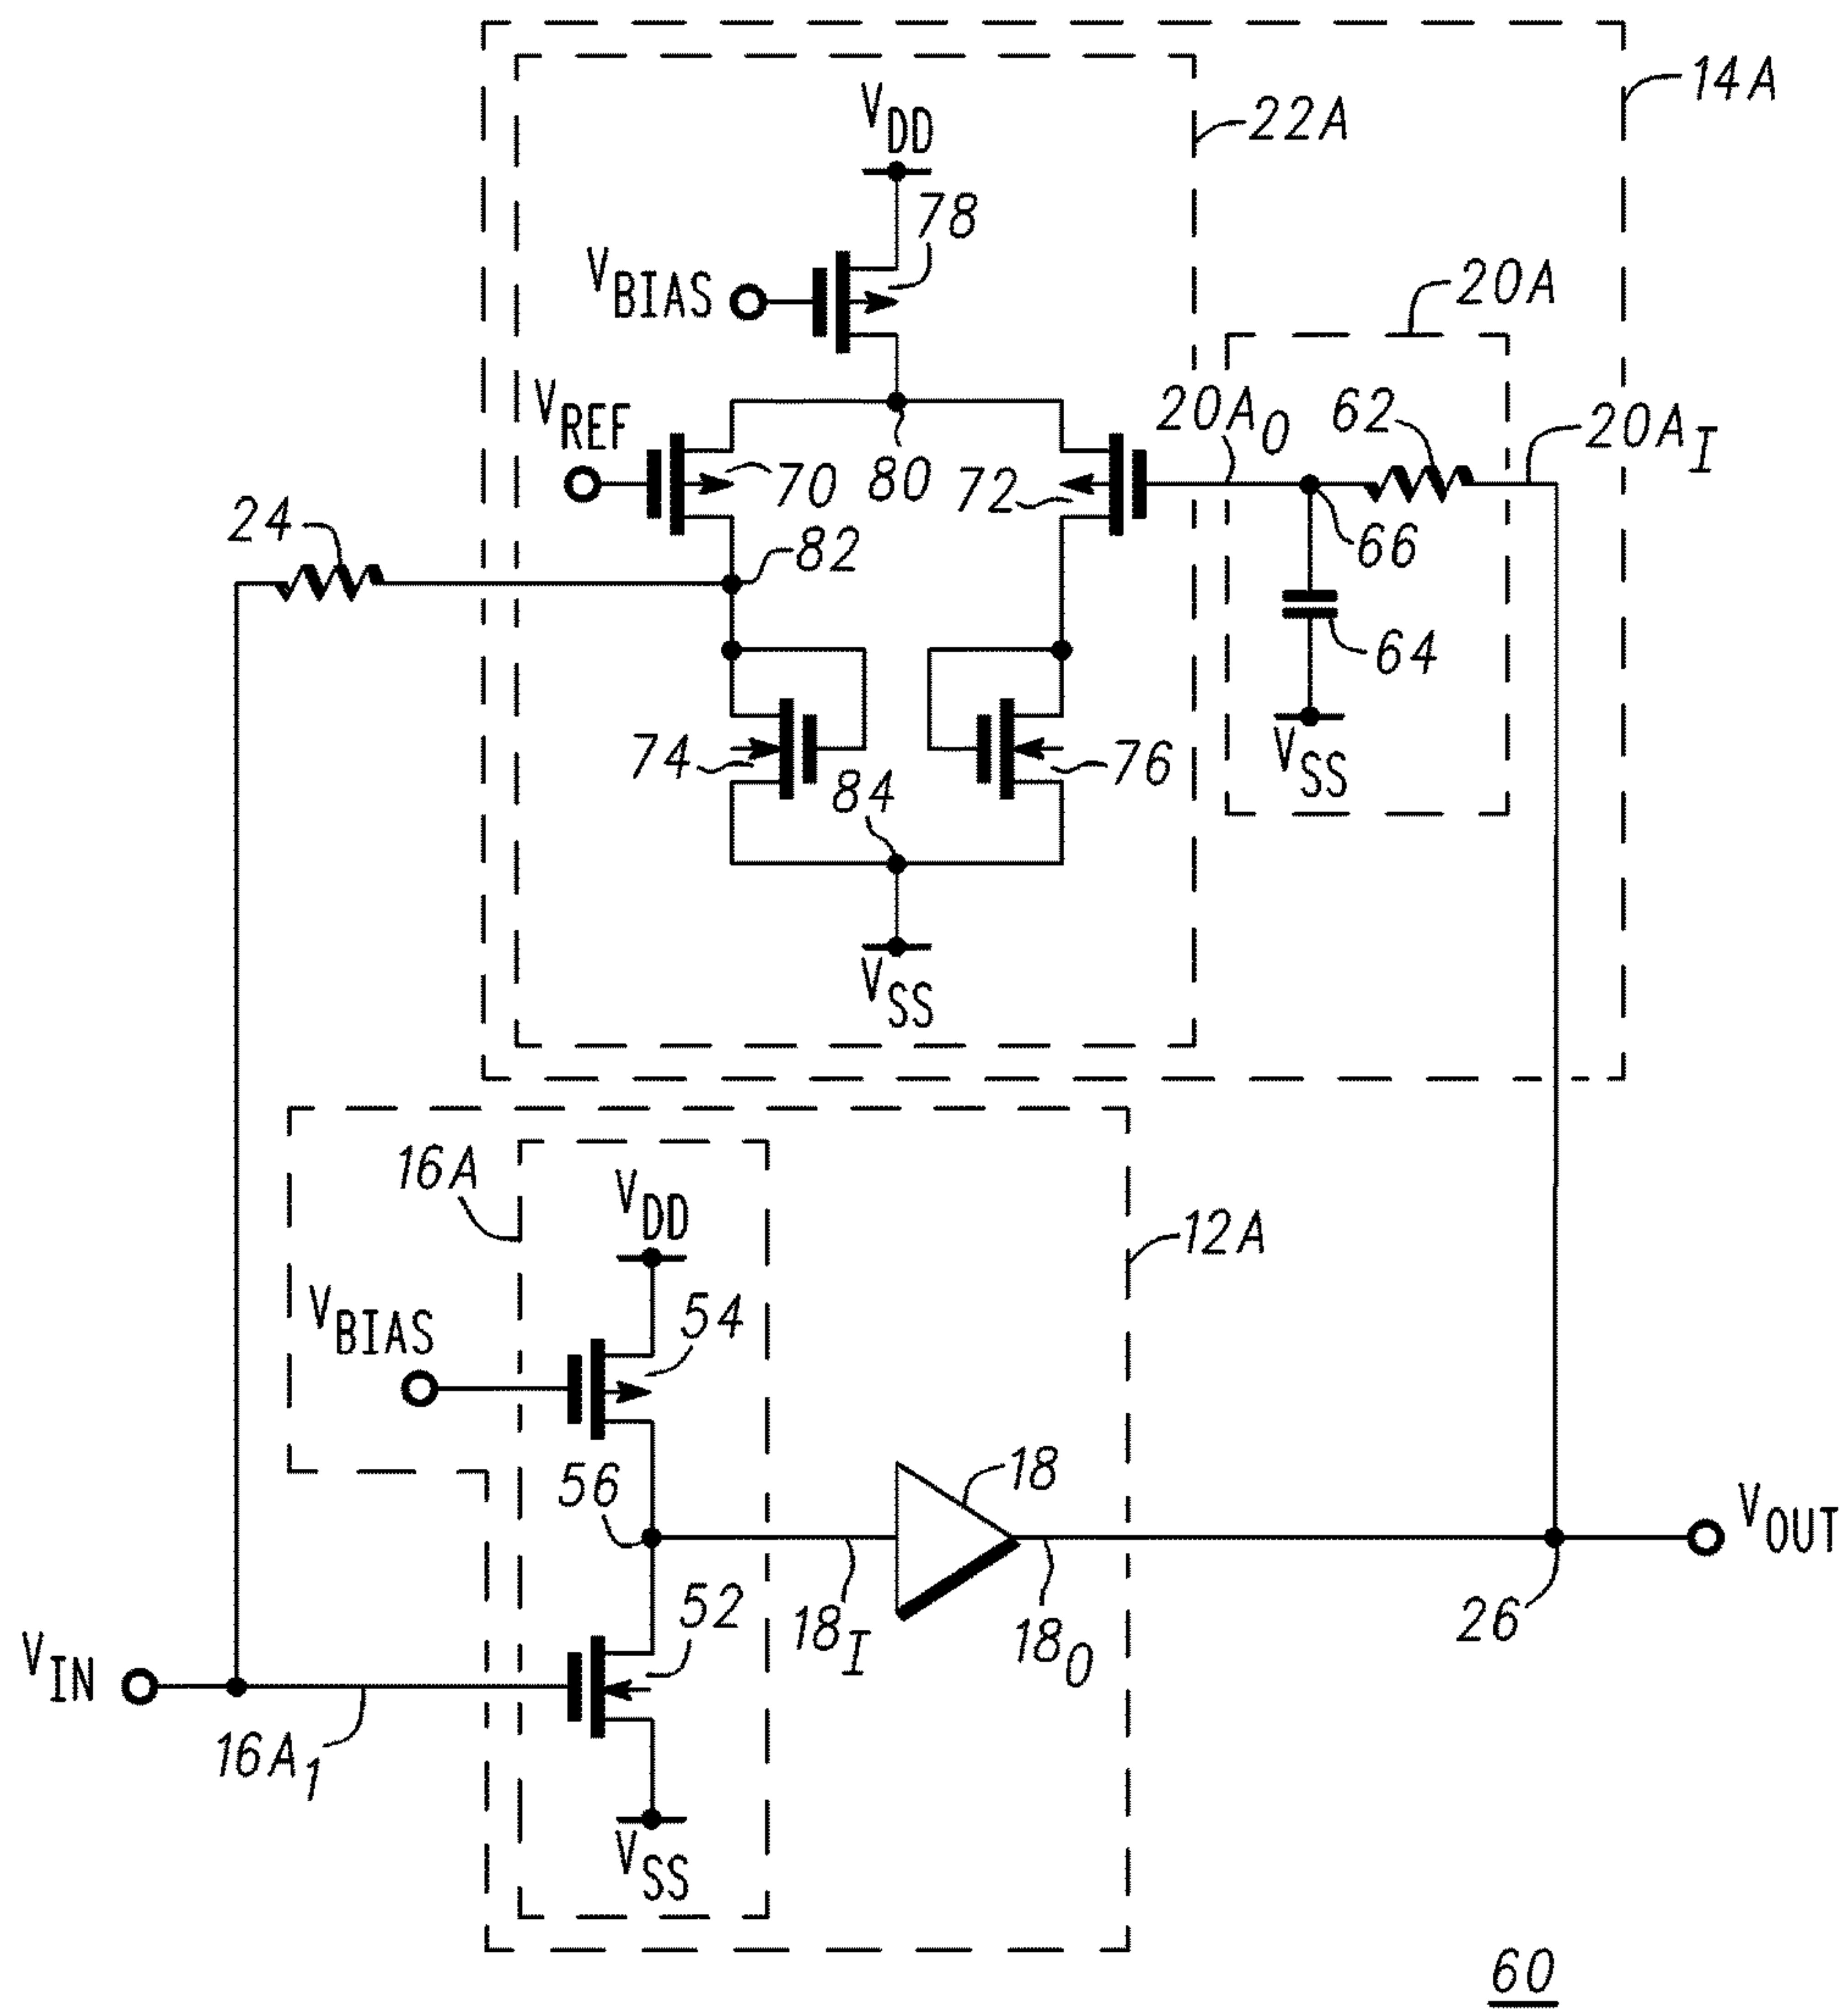 14A
22A
VDD
78
VBIAS
20A
VREF
20AO
62
20AI
70
80
72
24
82
66
64
74
84
76
VSS
VSS
16A
VDD
12A
VBIAS
54
56
18
VOUT
52
18I
18O
26
VIN
16A1
VSS
60